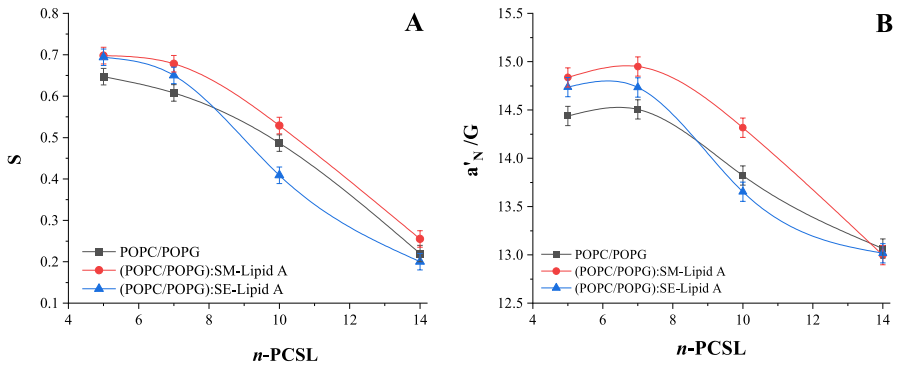 A
0.8
0.7
0.6
0.5
0.4
0.3
0.2
0.1
S
POPC/POPG
(POPC/POPG):SM-Lipid A
(POPC/POPG):SE-Lipid A
4 6 8 10 12 14
n-PCSL
B
15.5
15.0
14.5
14.0
13.5
13.0
12.5
a'N /G
POPC/POPG
(POPC/POPG):SM-Lipid A
(POPC/POPG):SE-Lipid A
4 6 8 10 12 14
n-PCSL